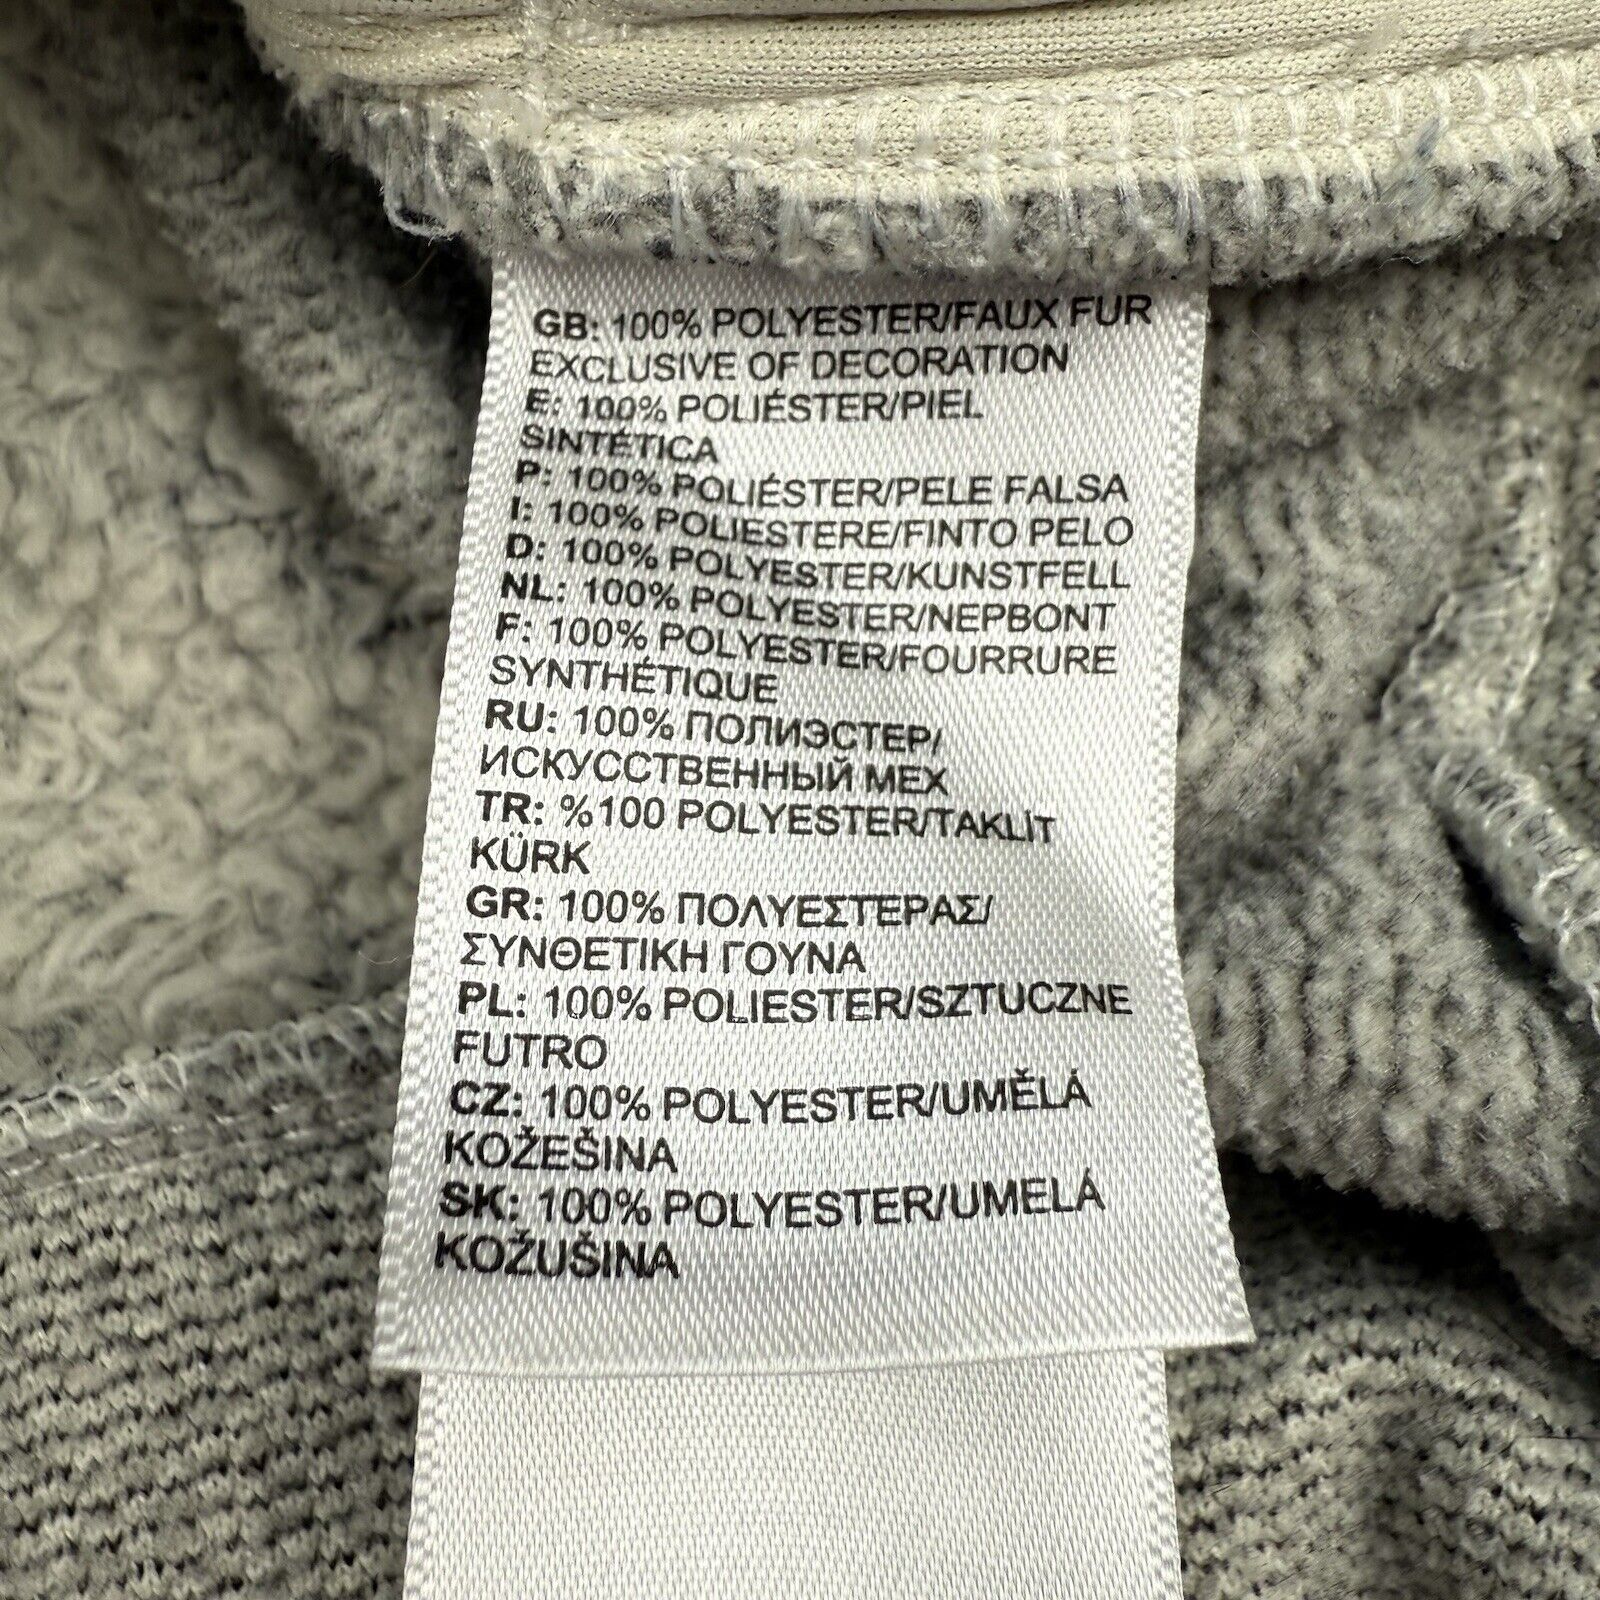 GB: 100% POLYESTER/FAUX FUR
EXCLUSIVE OF DECORATION
E: 100% POLIÉSTER/PIEL
SINTÉTICA
P: 100% POLIÉSTER/PELE FALSA
I: 100% POLIESTERE/FINTO PELO
D: 100% POLYESTER/KUNSTFELL
NL: 100% POLYESTER/NEPBONT
F: 100% POLYESTER/FOURRURE
SYNTHÉTIQUE
RU: 100% ПОЛИЭСТЕР/
ИСКУССТВЕННЫЙ МЕХ
TR: %100 POLYESTER/TAKLİT
KÜRK
GR: 100% ΠΟΛΥΕΣΤΕΡΑΣ/
ΣΥΝΘΕΤΙΚΗ ΓΟΥΝΑ
PL: 100% POLIESTER/SZTUCZNE
FUTRO
CZ: 100% POLYESTER/UMĚLÁ
KOŽEŠINA
SK: 100% POLYESTER/UMELÁ
KOŽUŠINA